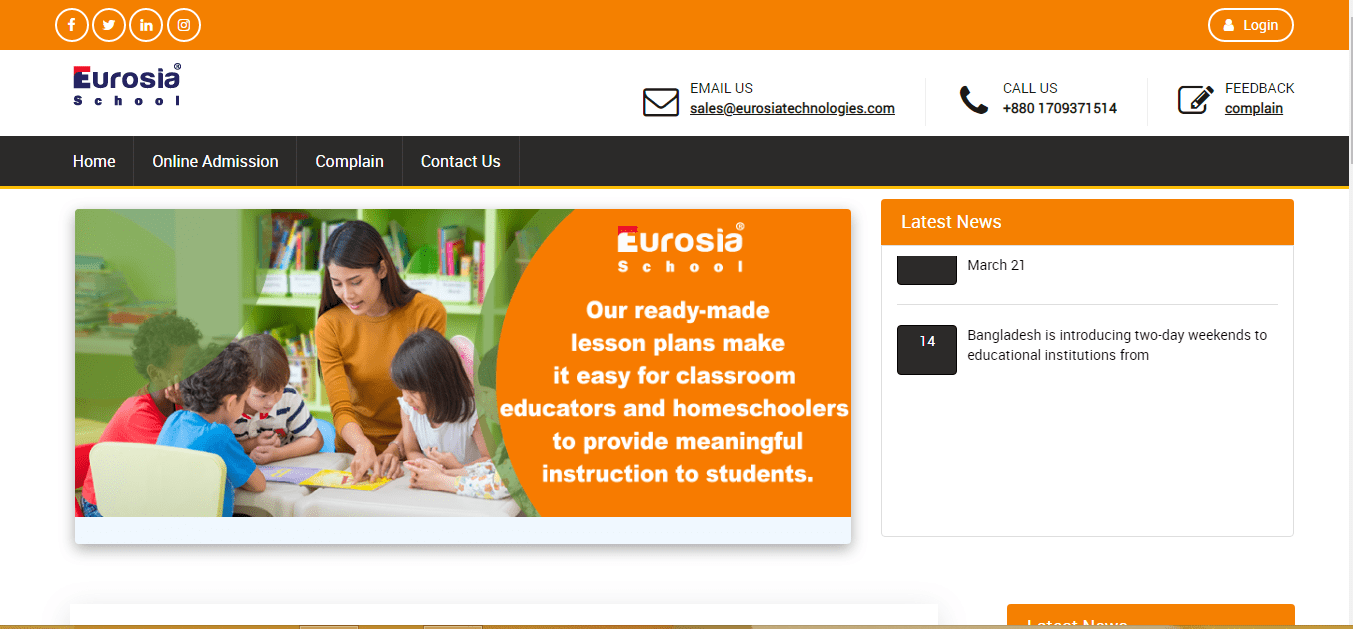 Login
Eurosia®
School
EMAIL US
sales@eurosiatechnologies.com
CALL US
+880 1709371514
FEEDBACK
complain
Home
Online Admission
Complain
Contact Us
Eurosia®
School
Our ready-made
lesson plans make
it easy for classroom
educators and homeschoolers
to provide meaningful
instruction to students.
Latest News
March 21
14
Bangladesh is introducing two-day weekends to
educational institutions from
Latest News